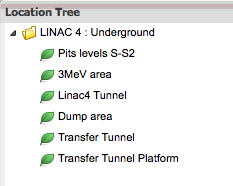 Location Tree
LINAC 4 : Underground
Pits levels S-S2
3MeV area
Linac4 Tunnel
Dump area
Transfer Tunnel
Transfer Tunnel Platform